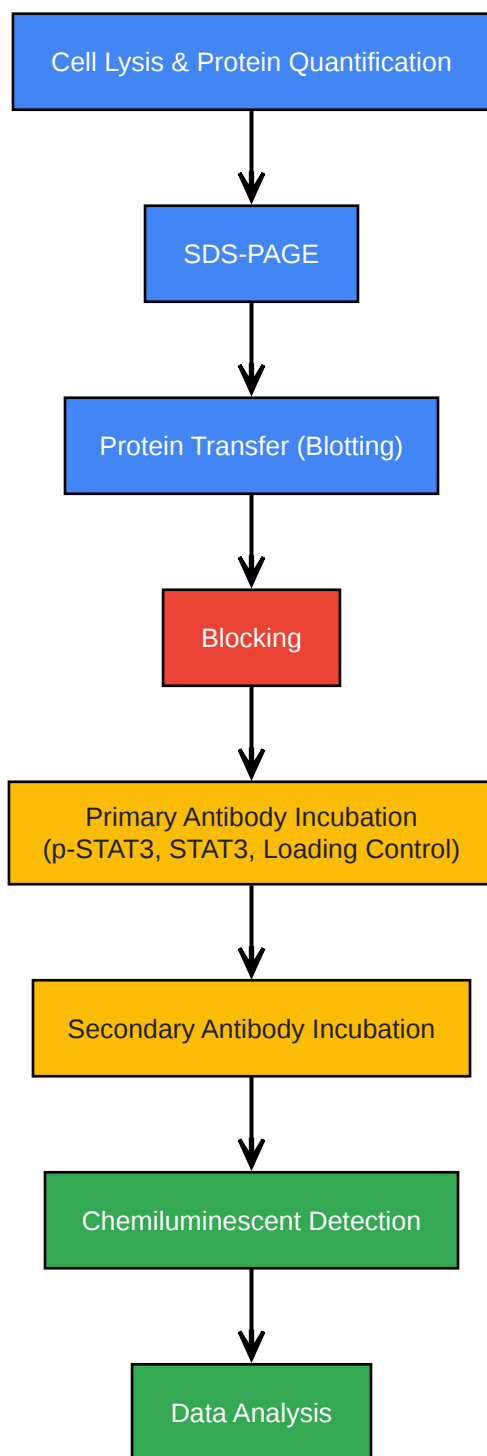 Cell Lysis & Protein Quantification
SDS-PAGE
Protein Transfer (Blotting)
Blocking
Primary Antibody Incubation
(p-STAT3, STAT3, Loading Control)
Secondary Antibody Incubation
Chemiluminescent Detection
Data Analysis